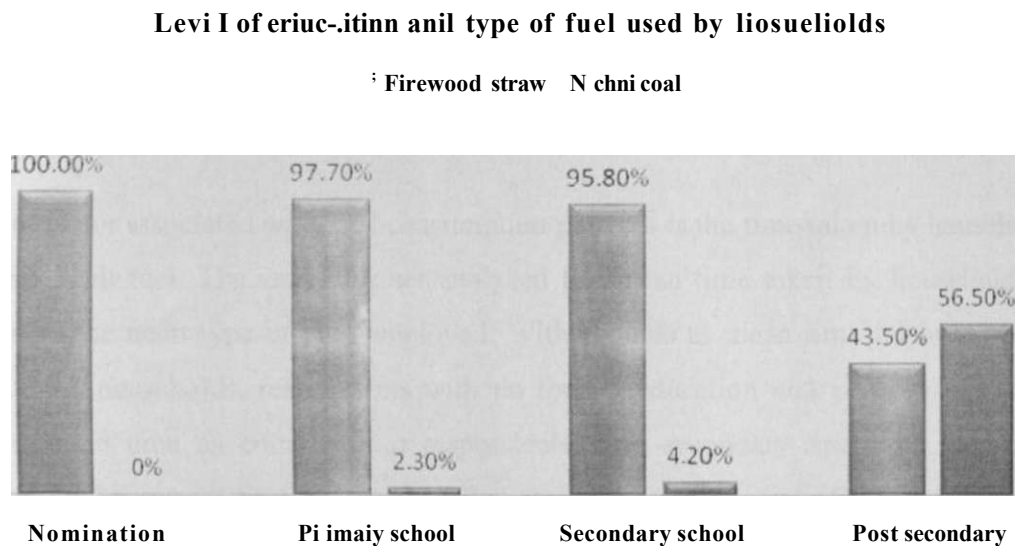 Levi I of eriuc-.itinn anil type of fuel used by liosueliolds
; Firewood straw N chni coal
100.00% 97.70% 95.80%
56.50%
43.50%
0% 2.30% 4.20%
Nomination Pi imaiy school Secondary school Post secondary